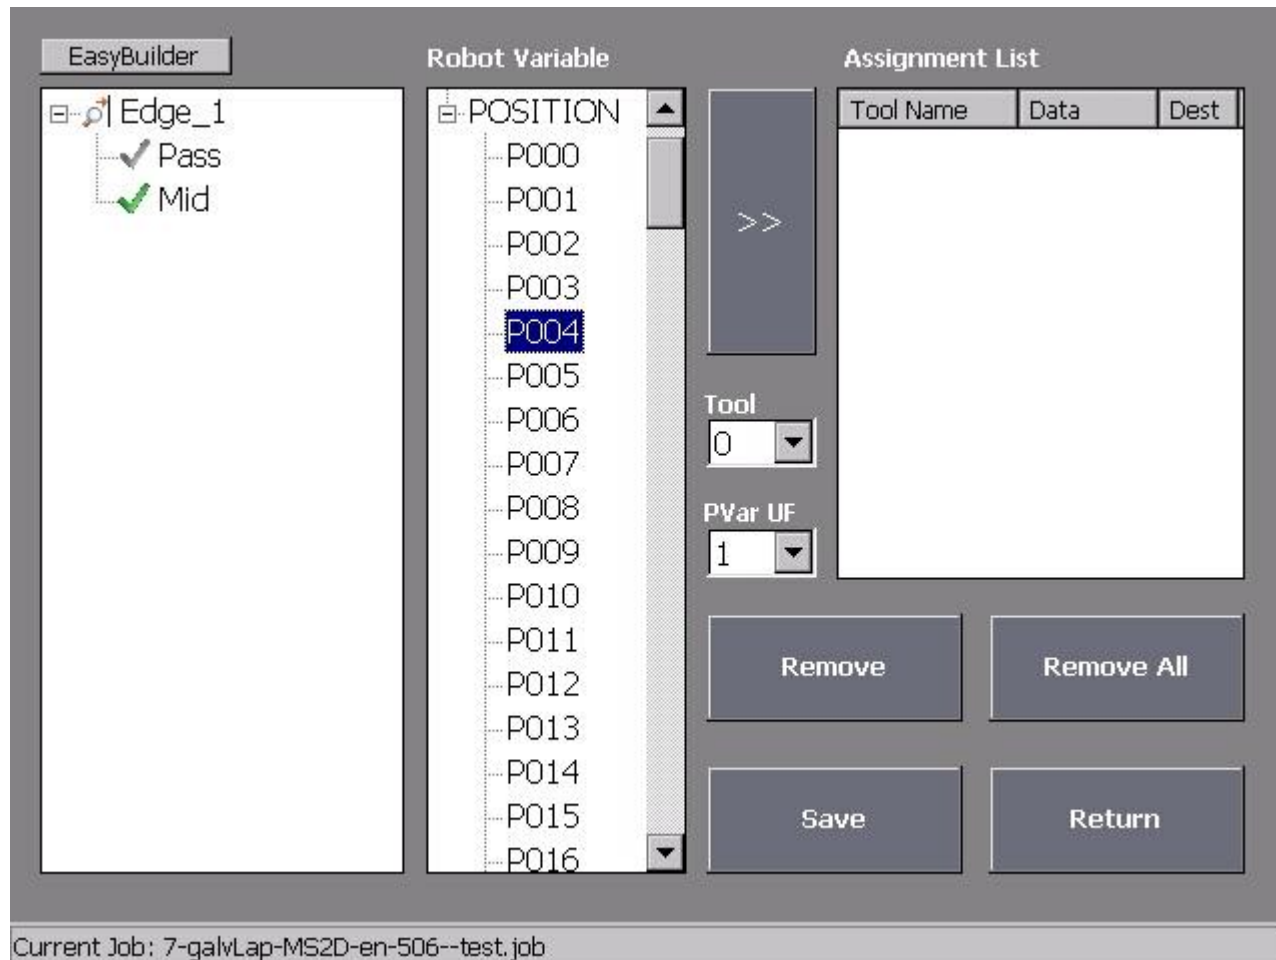 EasyBuilder
Edge_1
Pass
Mid
Robot Variable
POSITION
P000
P001
P002
P003
P004
P005
P006
P007
P008
P009
P010
P011
P012
P013
P014
P015
P016
>>
Tool
0
PVar UF
1
Assignment List
Tool Name Data Dest
Remove Remove All
Save Return
Current Job: 7-galvLap-MS2D-en-506--test.job